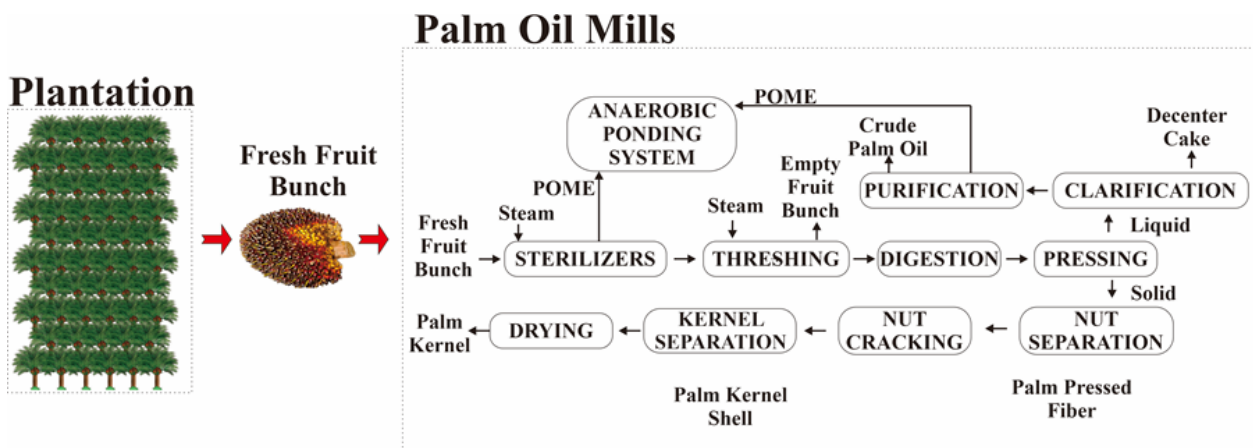 Palm Oil Mills
Plantation
Fresh Fruit
Bunch
POME
ANAEROBIC
PONDING
SYSTEM
POME
Crude
Palm Oil
Decenter
Cake
Empty
Fruit
Bunch
PURIFICATION
CLARIFICATION
Steam
Steam
Liquid
Fresh
Fruit
Bunch
STERILIZERS
THRESHING
DIGESTION
PRESSING
Solid
Palm
Kernel
DRYING
KERNEL
SEPARATION
NUT
CRACKING
NUT
SEPARATION
Palm Kernel
Shell
Palm Pressed
Fiber